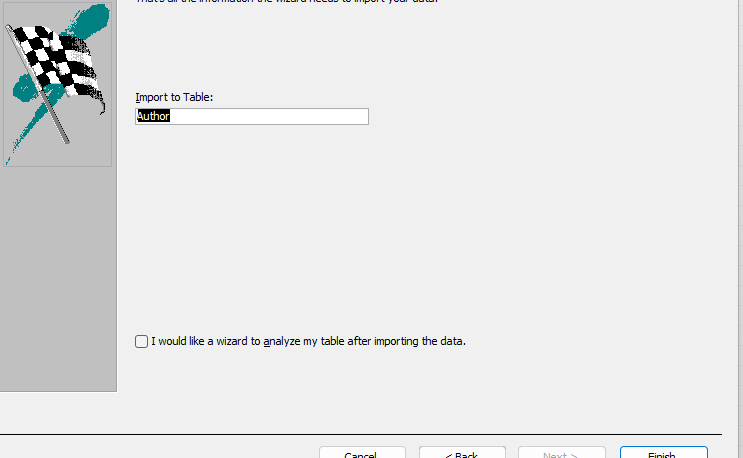 That's all the information the wizard needs to import your data.
Import to Table:
Author
I would like a wizard to analyze my table after importing the data.
Cancel
< Back
Next >
Finish